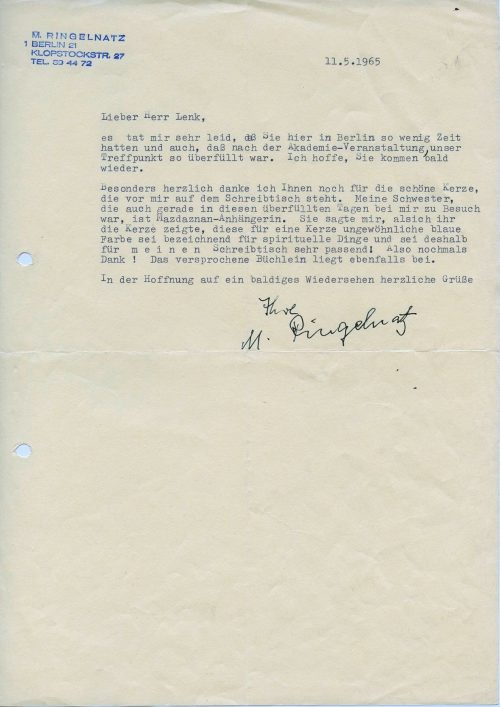 M. RINGELNATZ
1 BERLIN 21
KLOPSTOCKSTR. 27
TEL. 39 44 72
11.5.1965
Lieber Herr Lenk,
es tat mir sehr leid, daß Sie hier in Berlin so wenig Zeit
hatten und auch, daß nach der Akademie-Veranstaltung, unser
Treffpunkt so überfüllt war. Ich hoffe, Sie kommen bald
wieder.
Besonders herzlich danke ich Ihnen noch für die schöne Kerze,
die vor mir auf dem Schreibtisch steht. Meine Schwester,
die auch gerade in diesen überfüllten Tagen bei mir zu Besuch
war, ist Mazdaznan-Anhängerin. Sie sagte mir, alsich ihr
die Kerze zeigte, diese für eine Kerze ungewöhnliche blaue
Farbe sei bezeichnend für spirituelle Dinge und sei deshalb
für m e i n e n Schreibtisch sehr passend! Also nochmals
Dank ! Das versprochene Büchlein liegt ebenfalls bei.
In der Hoffnung auf ein baldiges Wiedersehen herzliche Grüße
Ihre
M. Ringelnatz